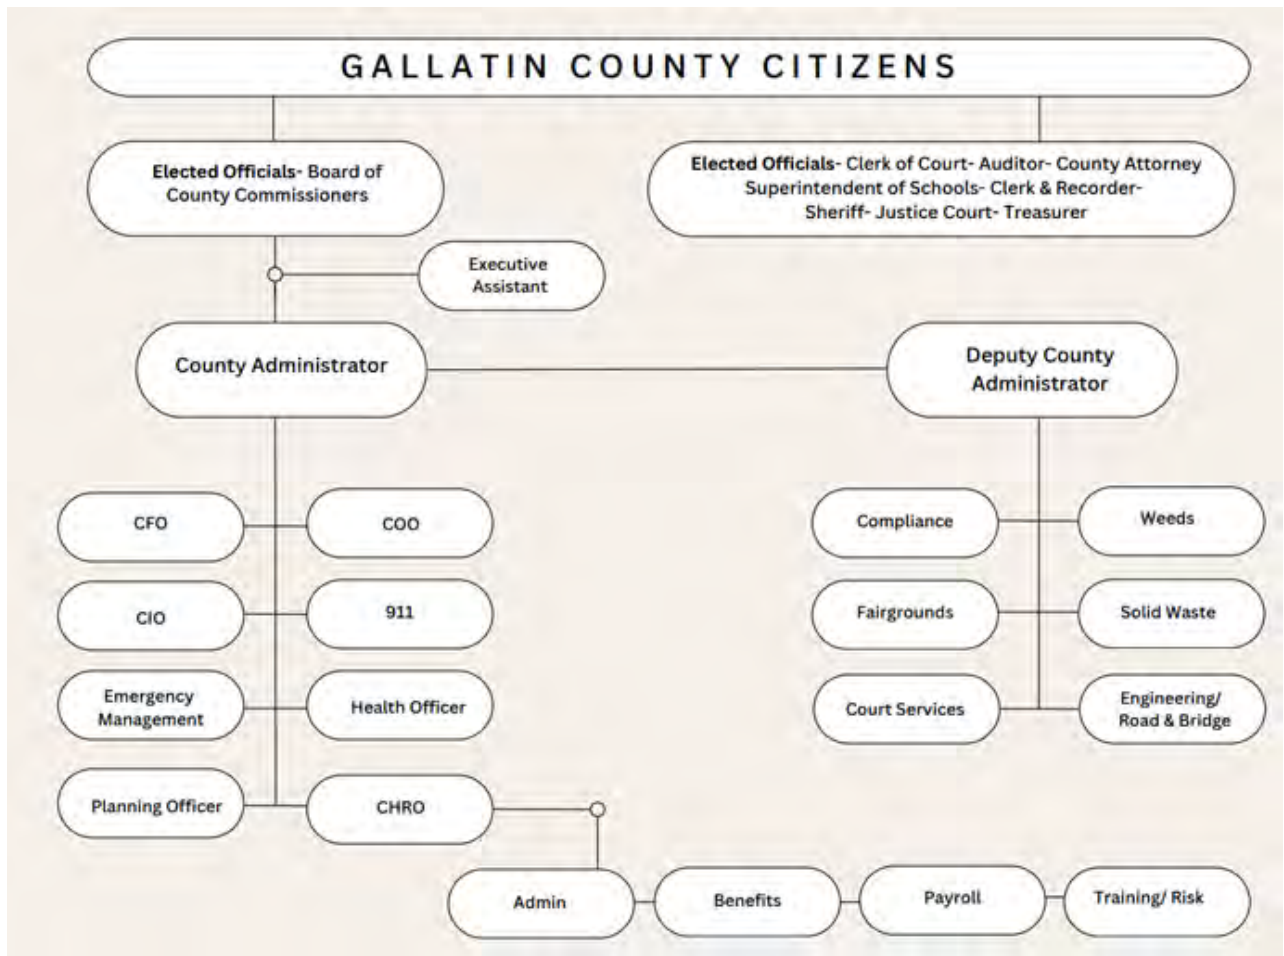 GALLATIN COUNTY CITIZENS
Elected Officials- Board of
County Commissioners
Elected Officials- Clerk of Court- Auditor- County Attorney
Superintendent of Schools- Clerk & Recorder-
Sheriff- Justice Court- Treasurer
Executive
Assistant
County Administrator
Deputy County
Administrator
CFO
COO
Compliance
Weeds
CIO
911
Fairgrounds
Solid Waste
Emergency
Management
Health Officer
Court Services
Engineering/
Road & Bridge
Planning Officer
CHRO
Admin
Benefits
Payroll
Training/ Risk